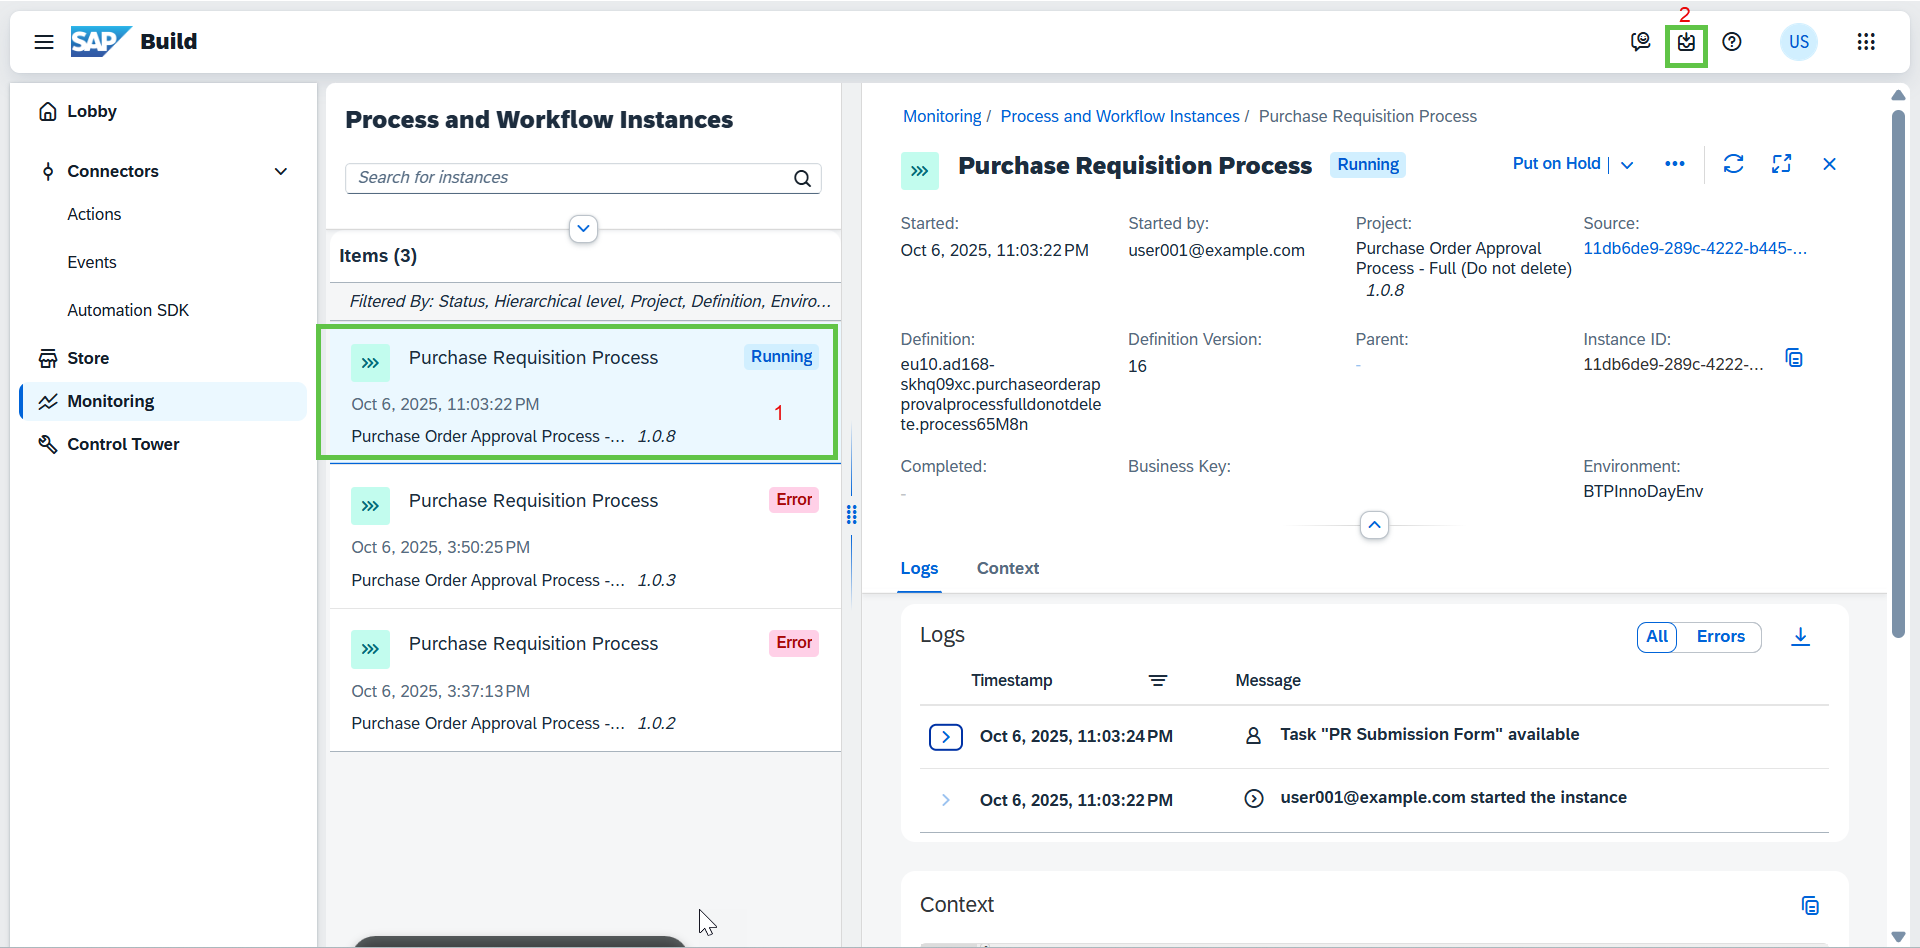 2
SAP Build
US
Lobby
Connectors
Actions
Events
Automation SDK
Store
Monitoring
Control Tower
Process and Workflow Instances
Search for instances
Items (3)
Filtered By: Status, Hierarchical level, Project, Definition, Enviro...
Purchase Requisition Process Running
Oct 6, 2025, 11:03:22 PM
1
Purchase Order Approval Process -... 1.0.8
Purchase Requisition Process Error
Oct 6, 2025, 3:50:25 PM
Purchase Order Approval Process -... 1.0.3
Purchase Requisition Process Error
Oct 6, 2025, 3:37:13 PM
Purchase Order Approval Process -... 1.0.2
Monitoring / Process and Workflow Instances / Purchase Requisition Process
Purchase Requisition Process Running Put on Hold
Started:
Oct 6, 2025, 11:03:22 PM
Started by:
user001@example.com
Project:
Purchase Order Approval
Process - Full (Do not delete)
1.0.8
Source:
11db6de9-289c-4222-b445-...
Definition:
eu10.ad168-
skhq09xc.purchaseorderap
provalprocessfulldonotdele
te.process65M8n
Definition Version:
16
Parent:
-
Instance ID:
11db6de9-289c-4222-...
Completed:
-
Business Key:
Environment:
BTPInnoDayEnv
Logs Context
Logs All Errors
Timestamp Message
Oct 6, 2025, 11:03:24 PM Task "PR Submission Form" available
Oct 6, 2025, 11:03:22 PM user001@example.com started the instance
Context